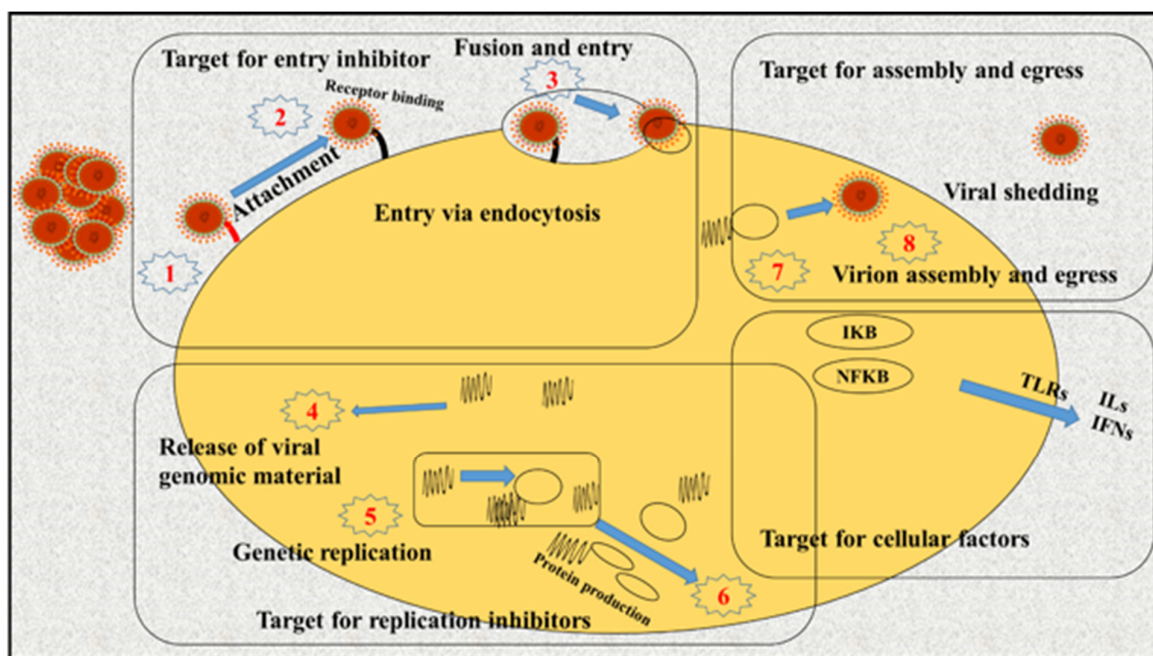 Target for entry inhibitor
Fusion and entry
3
Receptor binding
2
Attachment
1
Entry via endocytosis
Target for assembly and egress
Viral shedding
8
7
Virion assembly and egress
IKB
NFKB
TLRs
ILs
IFNs
Target for cellular factors
4
Release of viral
genomic material
5
Genetic replication
Protein production
6
Target for replication inhibitors